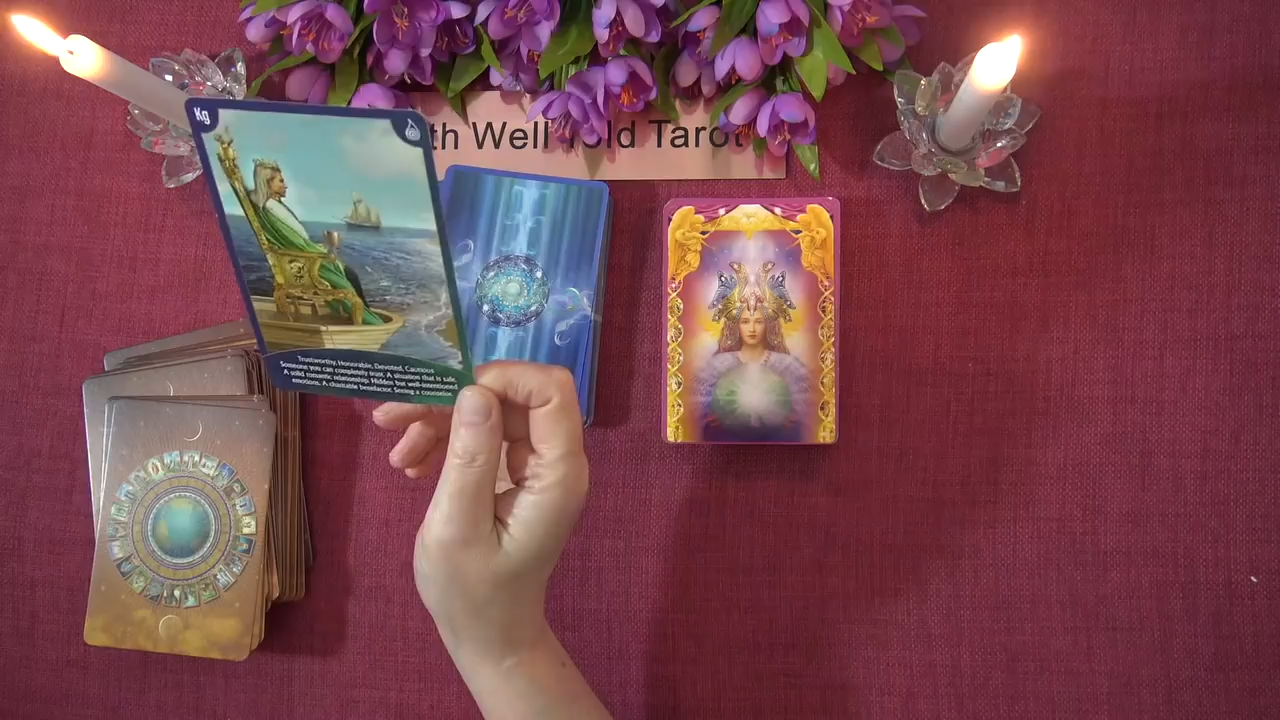 Kg
th Well Told Tarot
Trustworthy, Honorable, Devoted, Cautious
Someone you can completely trust. A situation that is safe.
A solid romantic relationship. Hidden but well-intentioned
emotions. A charitable benefactor. Seeing a counselor.